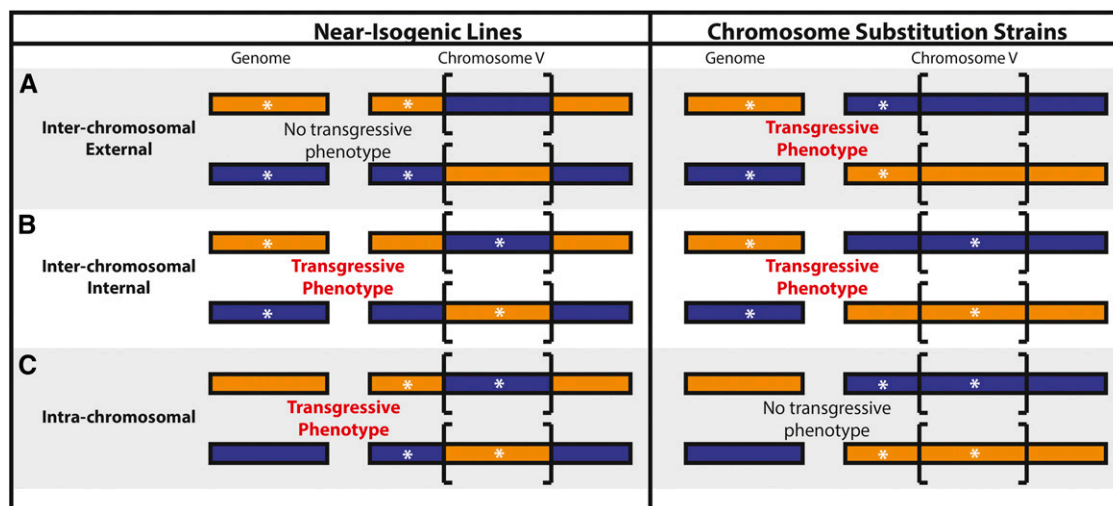 Near-Isogenic Lines
Chromosome Substitution Strains
Genome
Chromosome V
Genome
Chromosome V
A
Inter-chromosomal
External
*
*
No transgressive
phenotype
*
*
*
*
Transgressive
Phenotype
*
*
B
Inter-chromosomal
Internal
*
*
Transgressive
Phenotype
*
*
*
*
Transgressive
Phenotype
*
*
C
Intra-chromosomal
*
*
Transgressive
Phenotype
*
*
*
*
No transgressive
phenotype
*
*